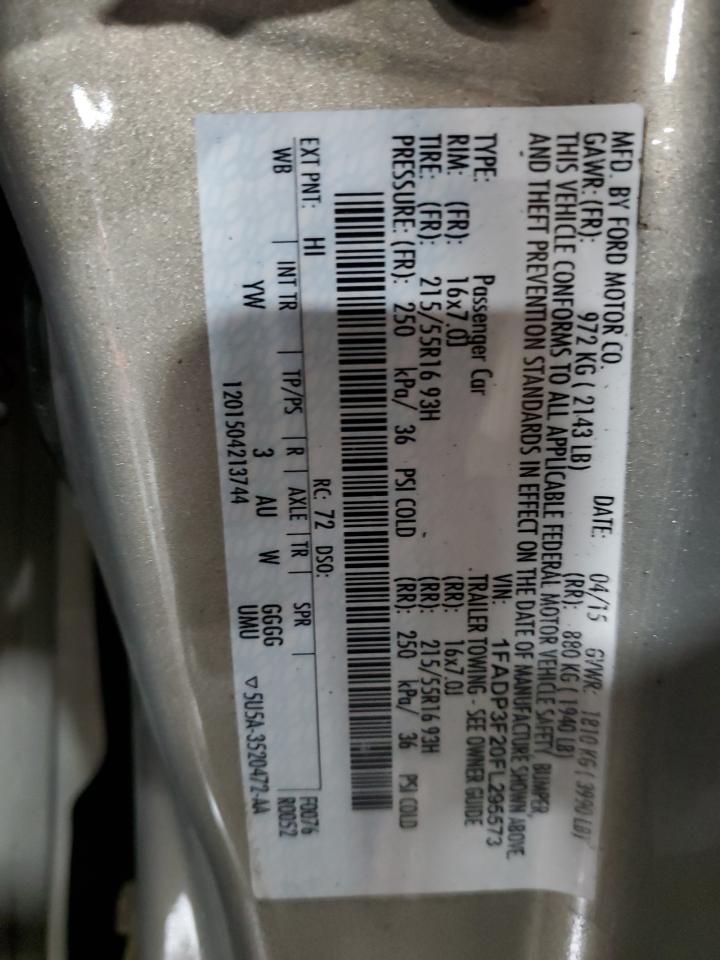 MFD. BY FORD MOTOR CO. DATE: 04/15 GVWR: 1810 KG ( 3990 LB)
GAWR: (FR): 972 KG ( 2143 LB) (RR): 880 KG ( 1940 LB)
THIS VEHICLE CONFORMS TO ALL APPLICABLE FEDERAL MOTOR VEHICLE SAFETY, BUMPER,
AND THEFT PREVENTION STANDARDS IN EFFECT ON THE DATE OF MANUFACTURE SHOWN ABOVE.
VIN: 1FADP3F20FL295573
TYPE: Passenger Car TRAILER TOWING - SEE OWNER GUIDE
RIM: (FR): 16x7.0J (RR): 16x7.0J
TIRE: (FR): 215/55R16 93H (RR): 215/55R16 93H
PRESSURE: (FR): 250 kPa/ 36 PSI COLD (RR): 250 kPa/ 36 PSI COLD
EXT PNT: HI RC: 72 DSO: F0076
WB | INT TR | TP/PS | R | AXLE | TR | SPR | R0052
YW 3 AU W GGGG
1201504213744 UMU ▽5U5A-3520472-AA